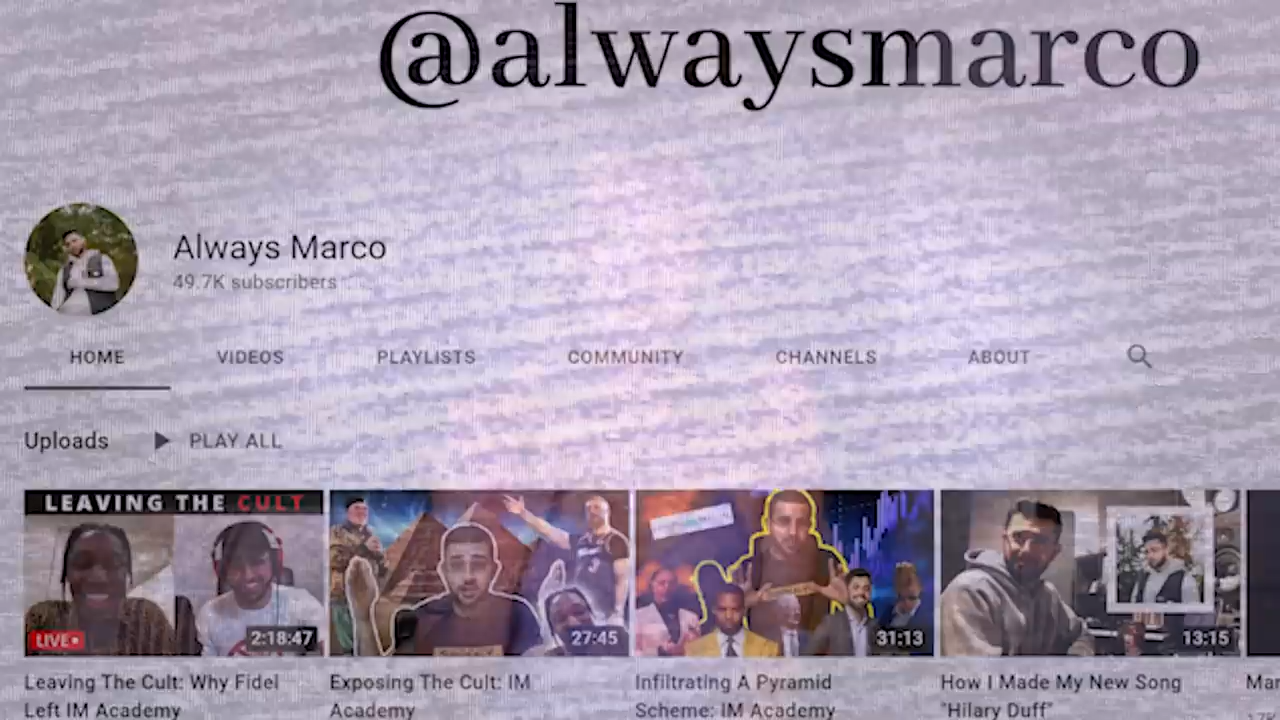 @alwaysmarco
Always Marco
49.7K subscribers
HOME VIDEOS PLAYLISTS COMMUNITY CHANNELS ABOUT
Uploads PLAY ALL
LEAVING THE CULT
LIVE
2:18:47
27:45
31:13
13:15
Leaving The Cult: Why Fidel
Left IM Academy
Exposing The Cult: IM
Academy
Infiltrating A Pyramid
Scheme: IM Academy
How I Made My New Song
"Hilary Duff"